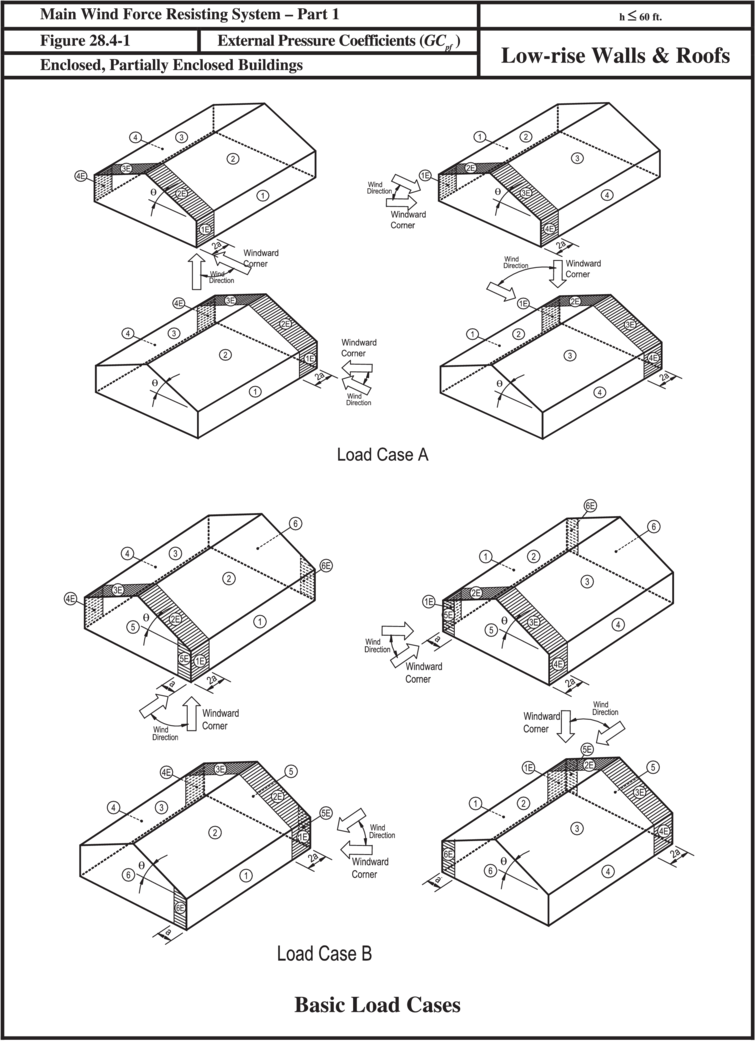 Main Wind Force Resisting System – Part 1
h ≤ 60 ft.
Figure 28.4-1
External Pressure Coefficients (GCpf )
Low-rise Walls & Roofs
Enclosed, Partially Enclosed Buildings
4
3
2
1
4E
3E
2E
1E
θ
2a
Windward
Corner
Wind
Direction
1
2
3
4
1E
2E
3E
4E
θ
2a
Wind
Direction
Windward
Corner
4
3
2
1
4E
3E
2E
1E
θ
2a
Windward
Corner
Wind
Direction
1
2
3
4
1E
2E
3E
4E
θ
2a
Wind
Direction
Windward
Corner
Load Case A
4
3
2
1
6
5
4E
3E
2E
1E
5E
6E
θ
a
2a
Wind
Direction
Windward
Corner
1
2
3
4
6
5
1E
2E
3E
4E
5E
6E
θ
a
2a
Wind
Direction
Windward
Corner
4
3
2
1
5
6
4E
3E
2E
1E
5E
6E
θ
a
2a
Wind
Direction
Windward
Corner
1
2
3
4
5
6
1E
2E
3E
4E
5E
6E
θ
a
2a
Windward
Corner
Wind
Direction
Load Case B
Basic Load Cases